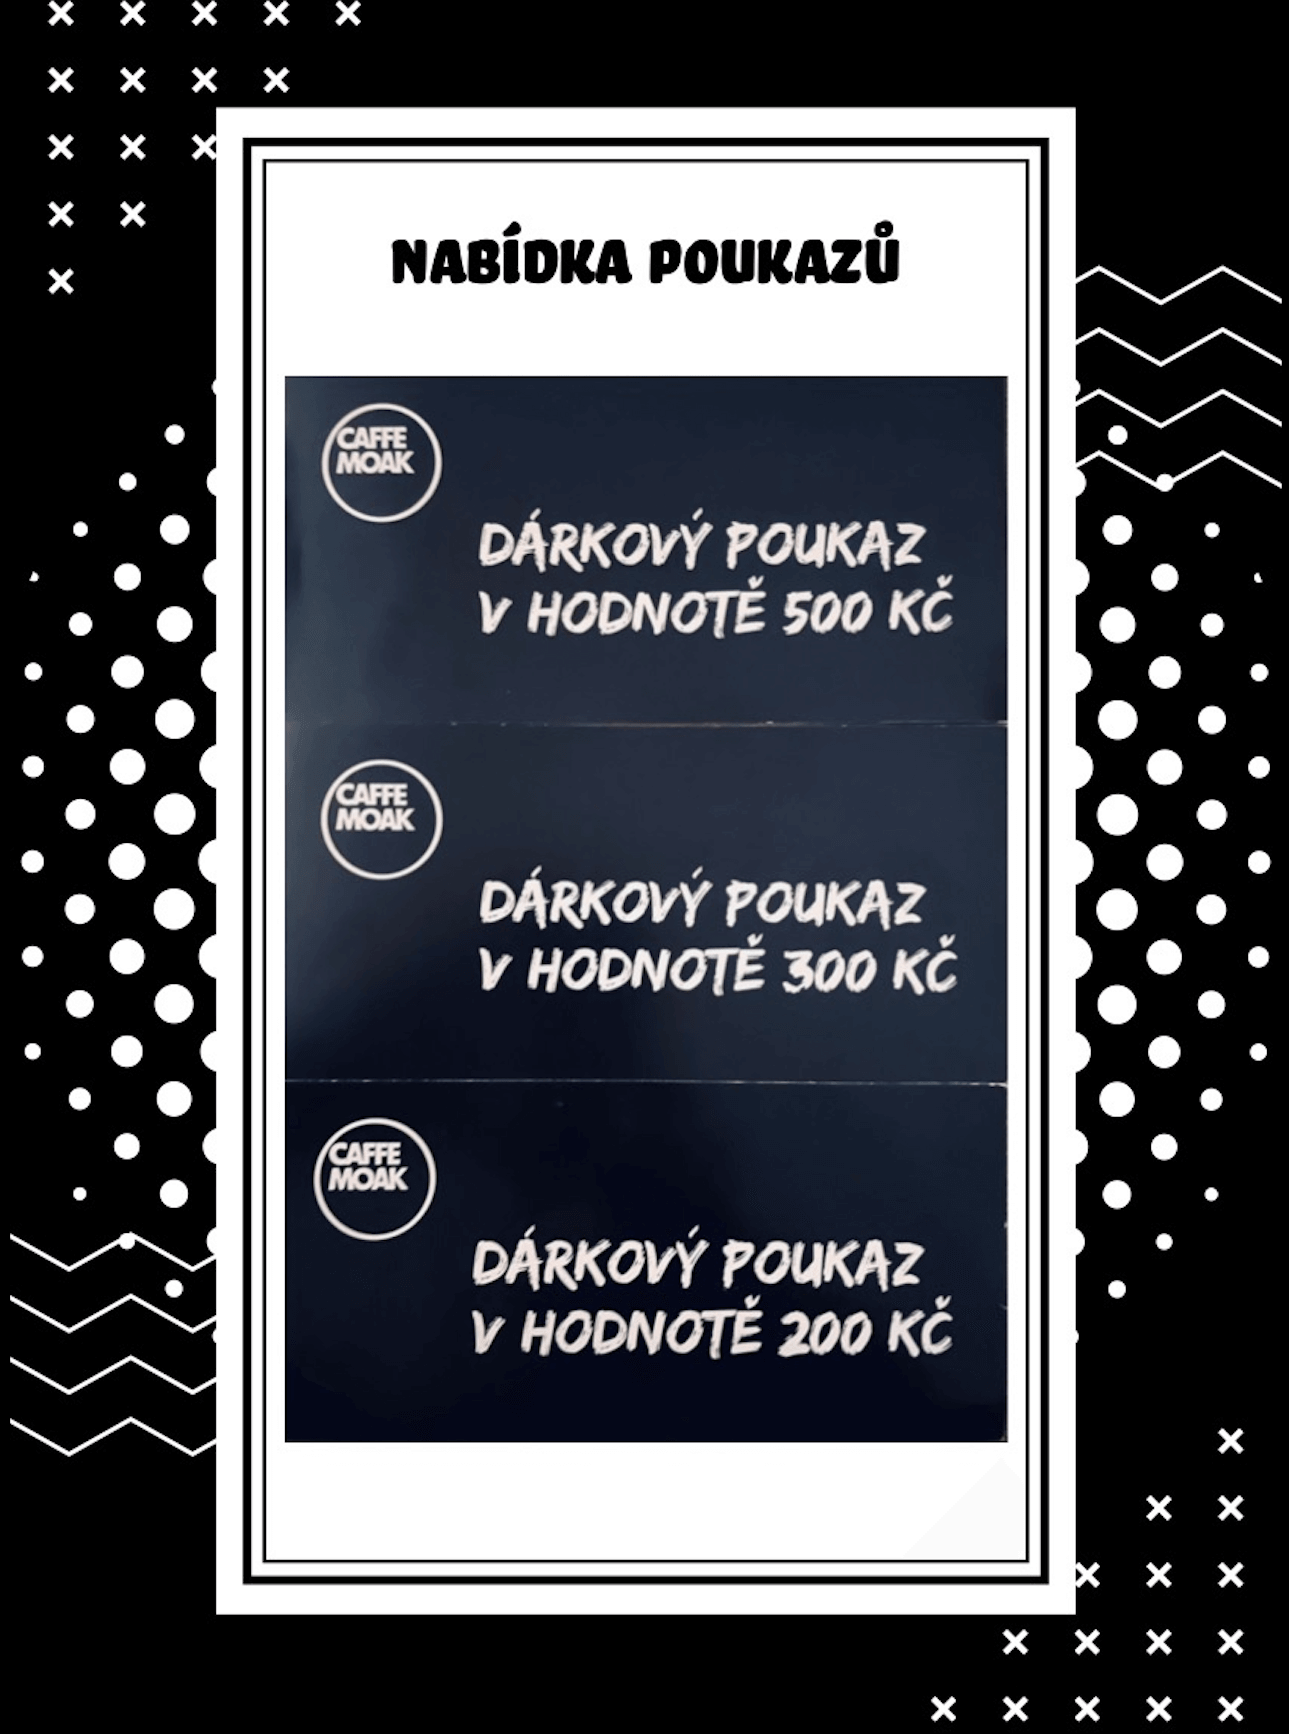 NABÍDKA POUKAZŮ
CAFFE
MOAK
DÁRKOVÝ POUKAZ
V HODNOTĚ 500 KČ
CAFFE
MOAK
DÁRKOVÝ POUKAZ
V HODNOTĚ 300 KČ
CAFFE
MOAK
DÁRKOVÝ POUKAZ
V HODNOTĚ 200 KČ